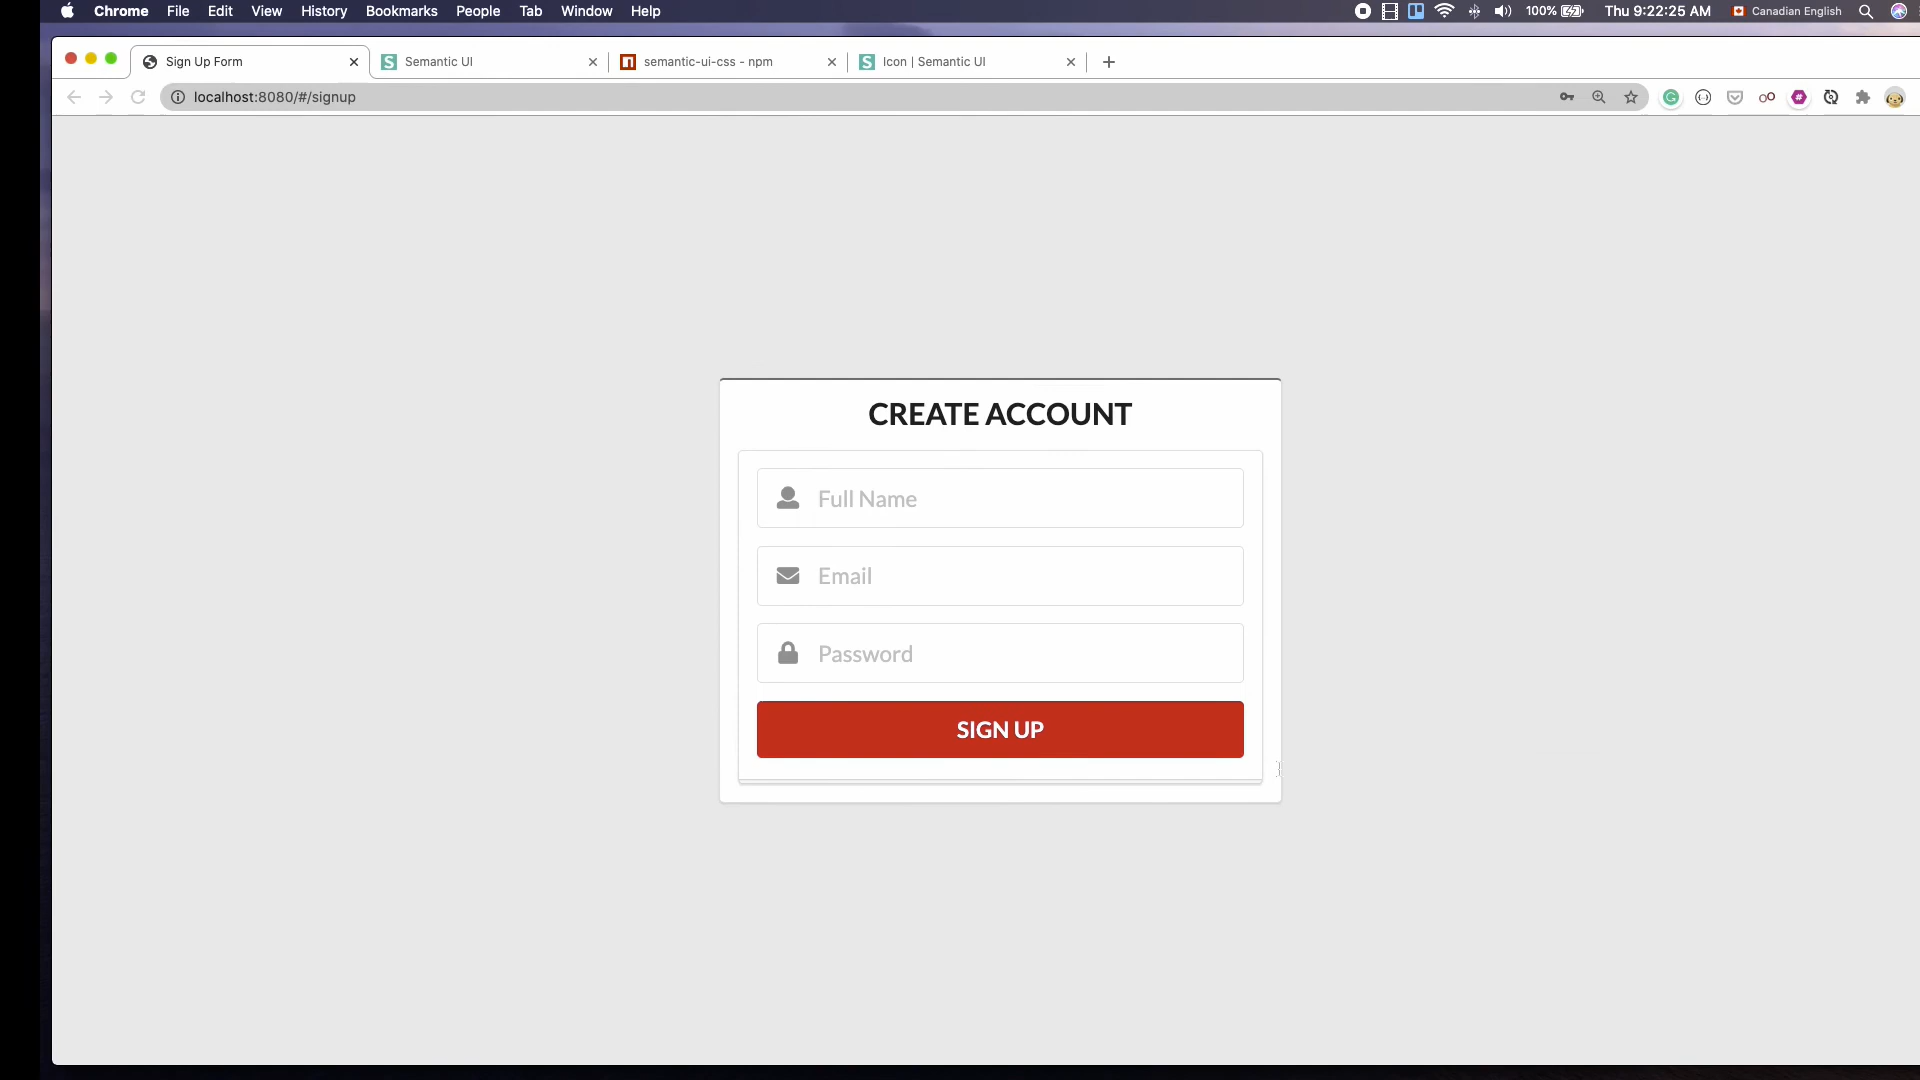 Chrome File Edit View History Bookmarks People Tab Window Help 100% Thu 9:22:25 AM Canadian English
Sign Up Form Semantic UI semantic-ui-css - npm Icon | Semantic UI
localhost:8080/#/signup
CREATE ACCOUNT
Full Name
Email
Password
SIGN UP